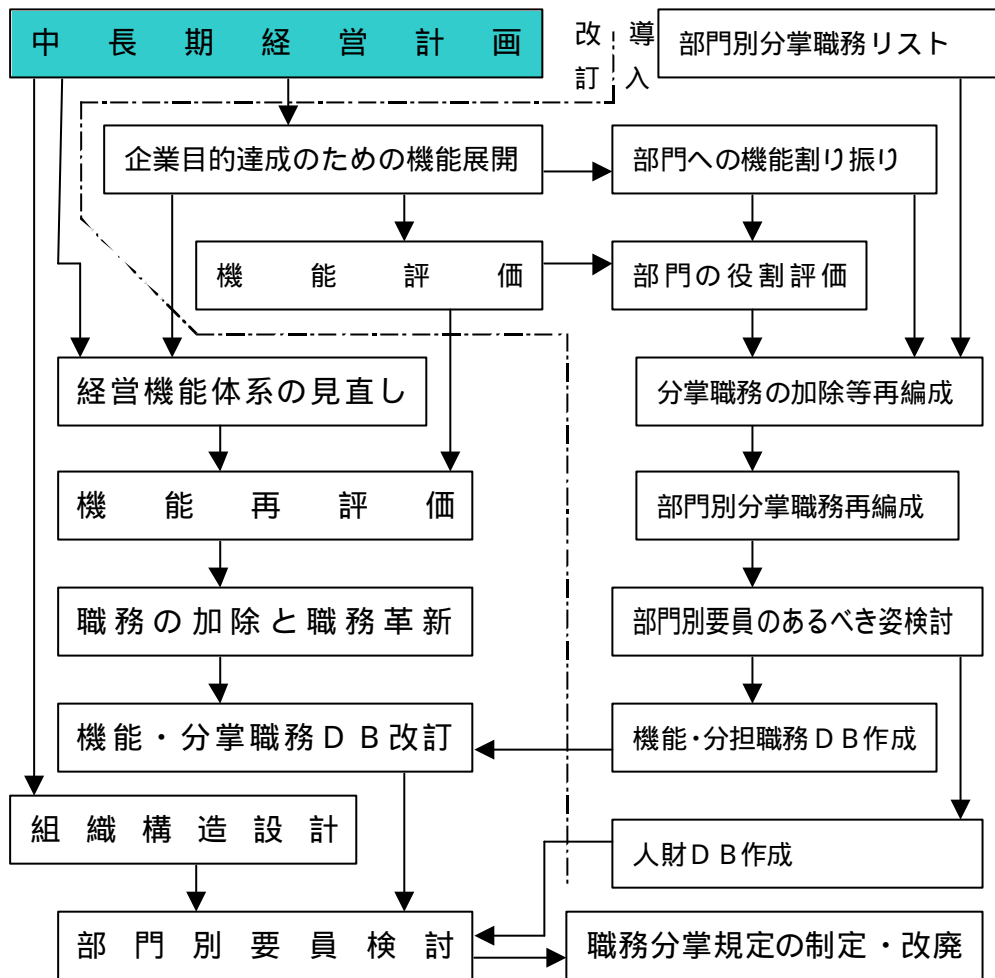 中長期経営計画
改導
訂入
部門別分掌職務リスト
企業目的達成のための機能展開
部門への機能割り振り
機能評価
部門の役割評価
経営機能体系の見直し
分掌職務の加除等再編成
機能再評価
部門別分掌職務再編成
職務の加除と職務革新
部門別要員のあるべき姿検討
機能・分掌職務ＤＢ改訂
機能・分担職務ＤＢ作成
組織構造設計
人財ＤＢ作成
部門別要員検討
職務分掌規定の制定・改廃